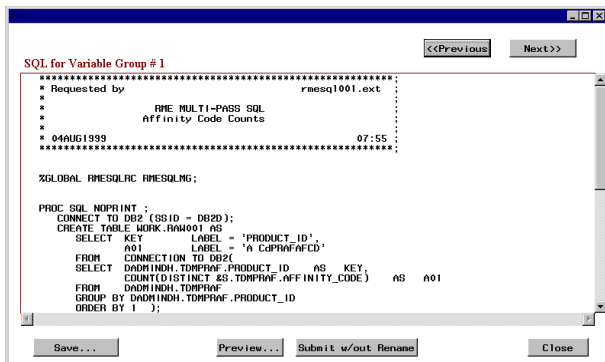 <<Previous
Next>>
SQL for Variable Group # 1
**********************************************************;
* Requested by                             rmesql001.ext ;
*                                                        ;
*                  RME MULTI-PASS SQL                    ;
*                Affinity Code Counts                    ;
*                                                        ;
* 04AUG1999                                        07:55 ;
**********************************************************;
%GLOBAL RMESQLRC RMESQLMG;
PROC SQL NOPRINT ;
CONNECT TO DB2 (SSID = DB2D);
CREATE TABLE WORK.RAW001 AS
SELECT KEY LABEL = 'PRODUCT_ID',
A01 LABEL = 'A CdPRAFAFCD'
FROM CONNECTION TO DB2(
SELECT DADMINDH.TDMPRAF.PRODUCT_ID AS KEY,
COUNT(DISTINCT &S.TDMPRAF.AFFINITY_CODE) AS A01
FROM DADMINDH.TDMPRAF
GROUP BY DADMINDH.TDMPRAF.PRODUCT_ID
ORDER BY 1 );
Save...
Preview...
Submit w/out Rename
Close